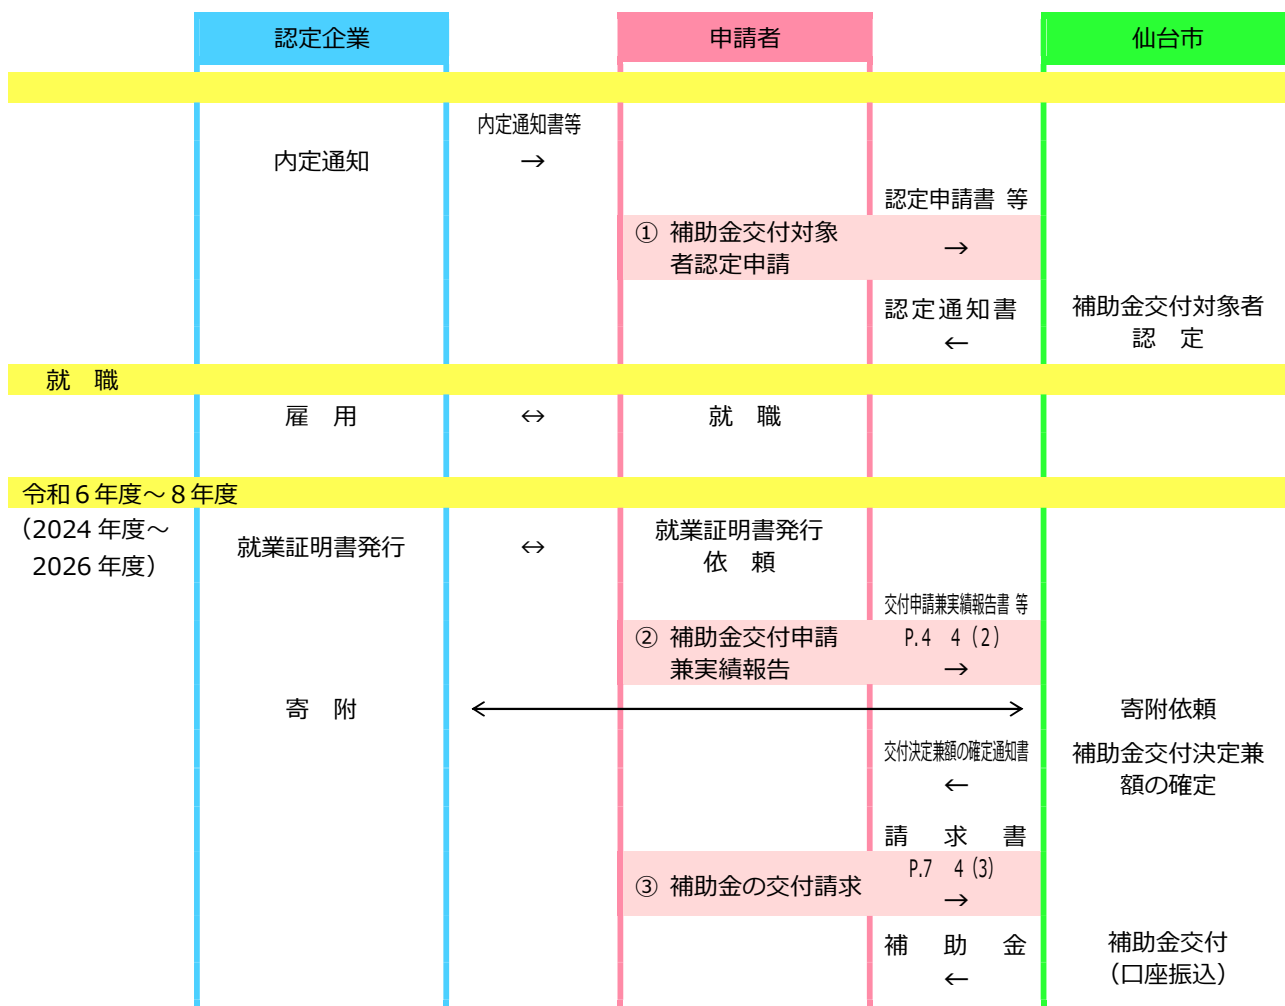 認定企業
申請者
仙台市
内定通知書等
内定通知
→
認定申請書 等
① 補助金交付対象
者認定申請
→
認定通知書
←
補助金交付対象者
認 定
就 職
雇 用
↔
就 職
令和6年度～8年度
（2024 年度～
2026 年度）
就業証明書発行
↔
就業証明書発行
依 頼
交付申請兼実績報告書 等
② 補助金交付申請
兼実績報告
P.4 4 (2)
→
寄 附
寄附依頼
交付決定兼額の確定通知書
←
補助金交付決定兼
額の確定
請 求 書
③ 補助金の交付請求
P.7 4 (3)
→
補 助 金
←
補助金交付
（口座振込）